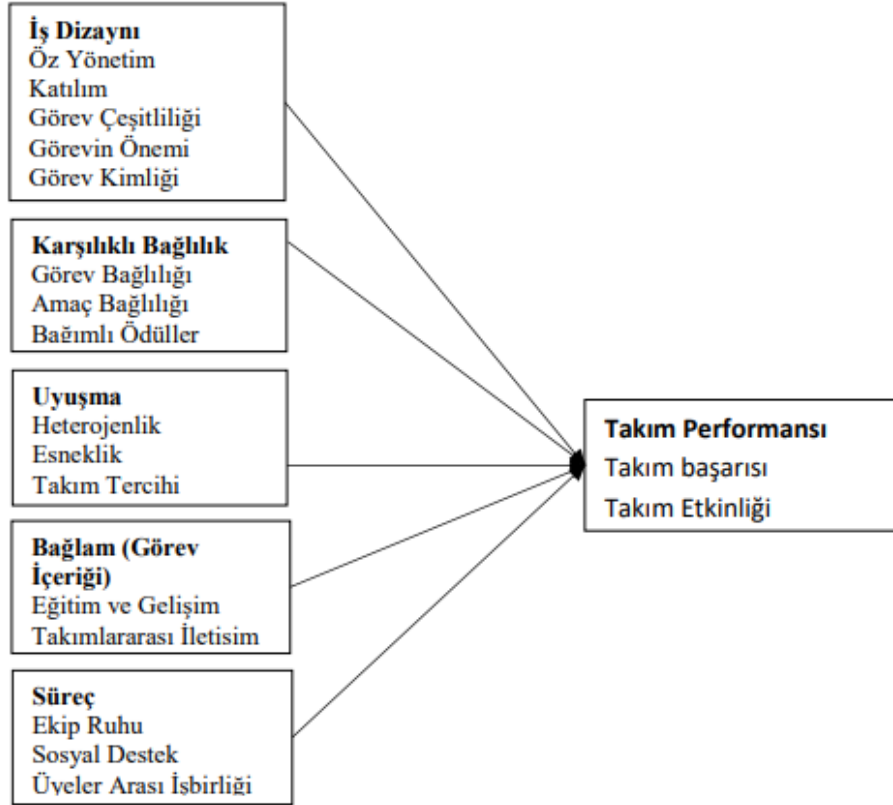 İş Dizaynı
Öz Yönetim
Katılım
Görev Çeşitliliği
Görevin Önemi
Görev Kimliği
Karşılıklı Bağlılık
Görev Bağlılığı
Amaç Bağlılığı
Bağımlı Ödüller
Uyuşma
Heterojenlik
Esneklik
Takım Tercihi
Bağlam (Görev
İçeriği)
Eğitim ve Gelişim
Takımlararası İletisim
Süreç
Ekip Ruhu
Sosyal Destek
Üyeler Arası İşbirliği
Takım Performansı
Takım başarısı
Takım Etkinliği